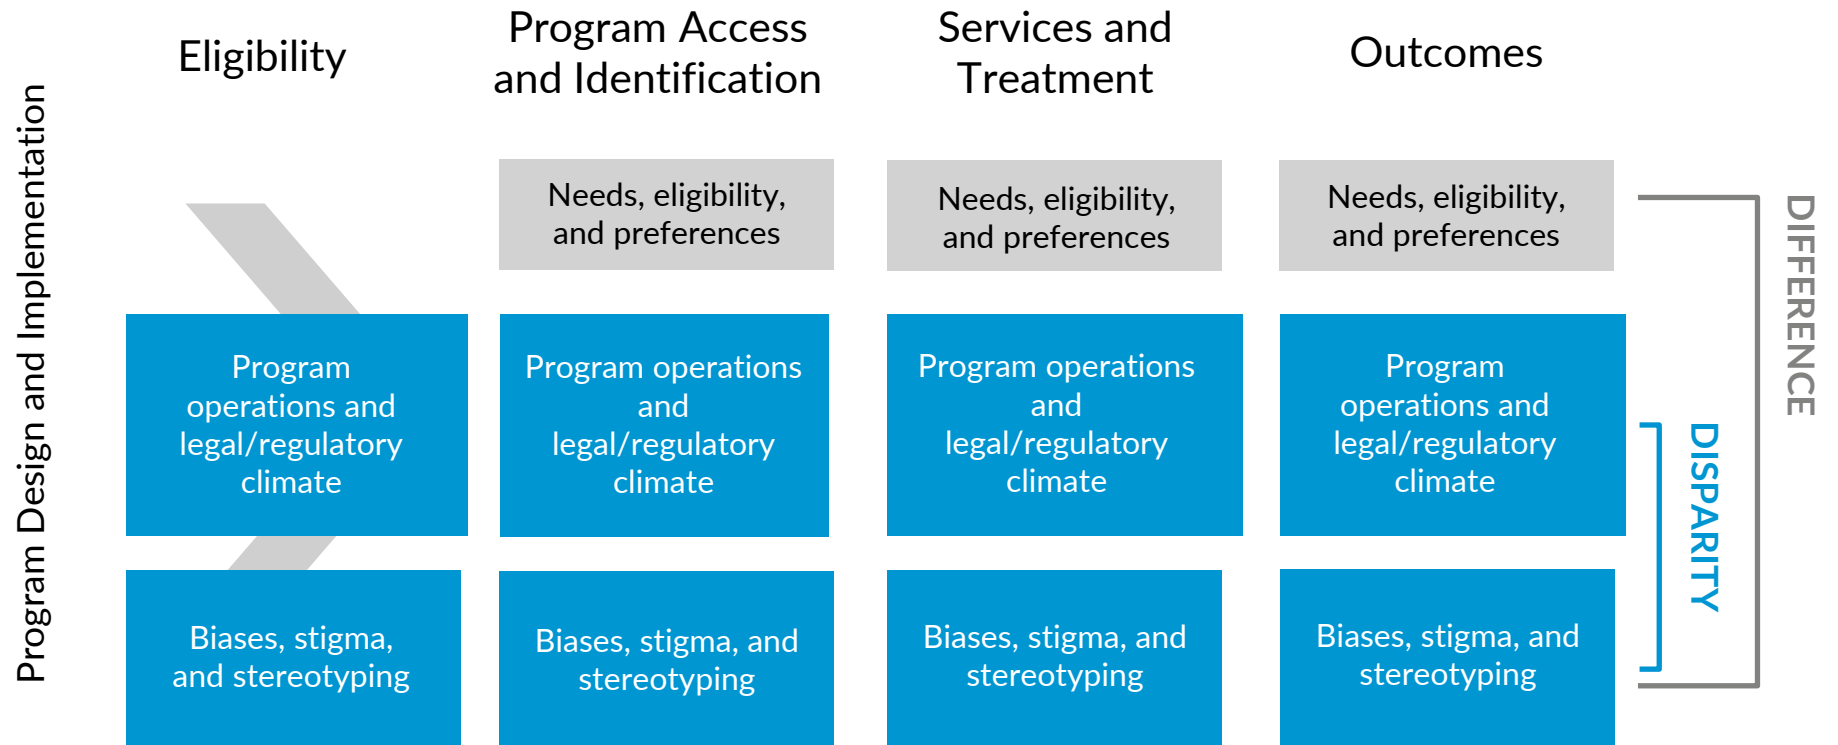 Eligibility
Program Access
and Identification
Services and
Treatment
Outcomes
Program Design and Implementation
Needs, eligibility,
and preferences
Needs, eligibility,
and preferences
Needs, eligibility,
and preferences
Program
operations and
legal/regulatory
climate
Program operations
and
legal/regulatory
climate
Program operations
and
legal/regulatory
climate
Program
operations and
legal/regulatory
climate
Biases, stigma,
and stereotyping
Biases, stigma, and
stereotyping
Biases, stigma, and
stereotyping
Biases, stigma, and
stereotyping
DISPARITY
DIFFERENCE